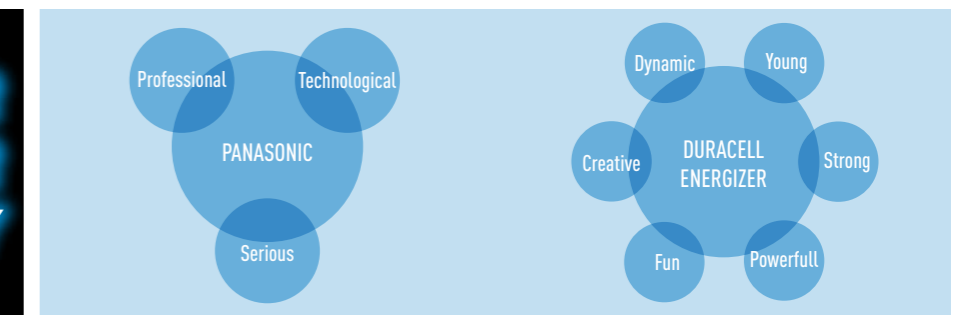 Professional
Technological
PANASONIC
Serious
Dynamic
Young
Creative
DURACELL
ENERGIZER
Strong
Fun
Powerfull